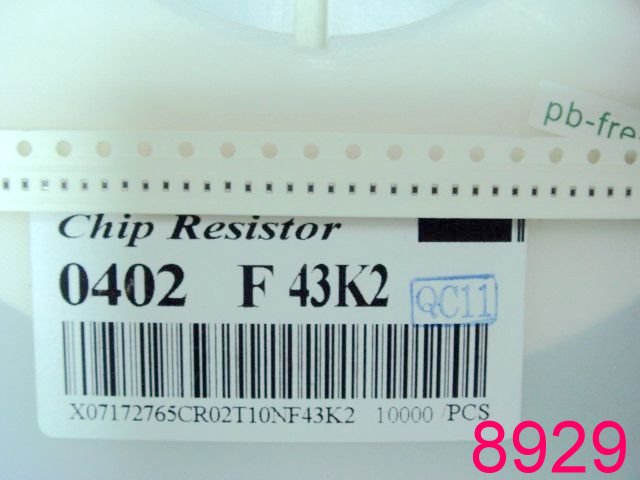 pb-fre
Chip Resistor
0402 F 43K2
QC11
X07172765CR02T10NF43K2 10000 /PCS
8929